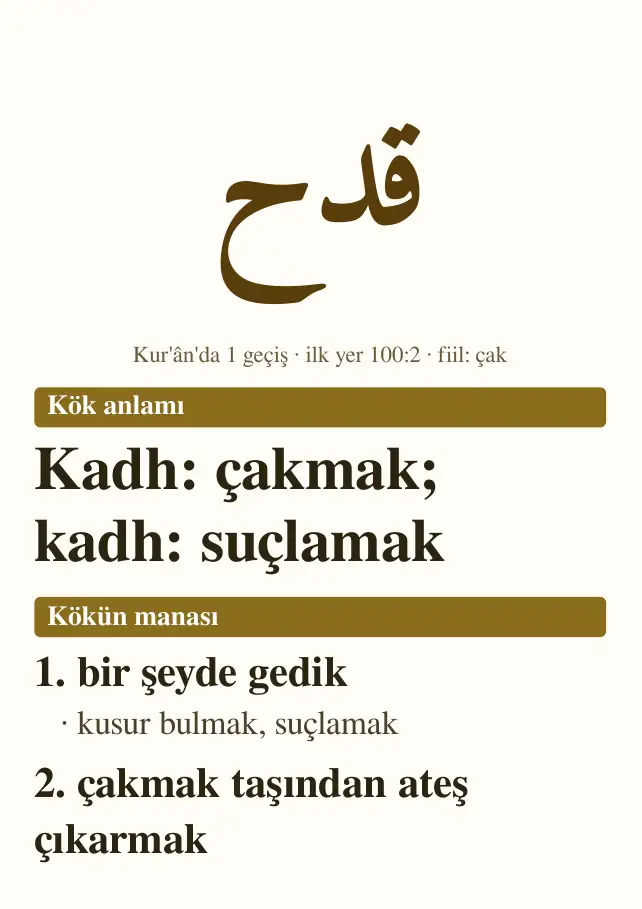 قدح
Kur'ân'da 1 geçiş · ilk yer 100:2 · fiil: çak
Kök anlamı
Kadh: çakmak;
kadh: suçlamak
Kökün manası
1. bir şeyde gedik
· kusur bulmak, suçlamak
2. çakmak taşından ateş
çıkarmak